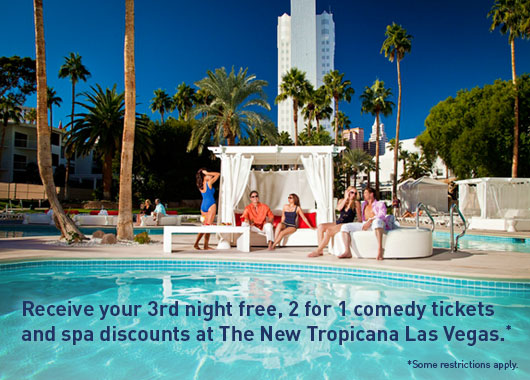 Receive your 3rd night free, 2 for 1 comedy tickets
and spa discounts at The New Tropicana Las Vegas.*
*Some restrictions apply.